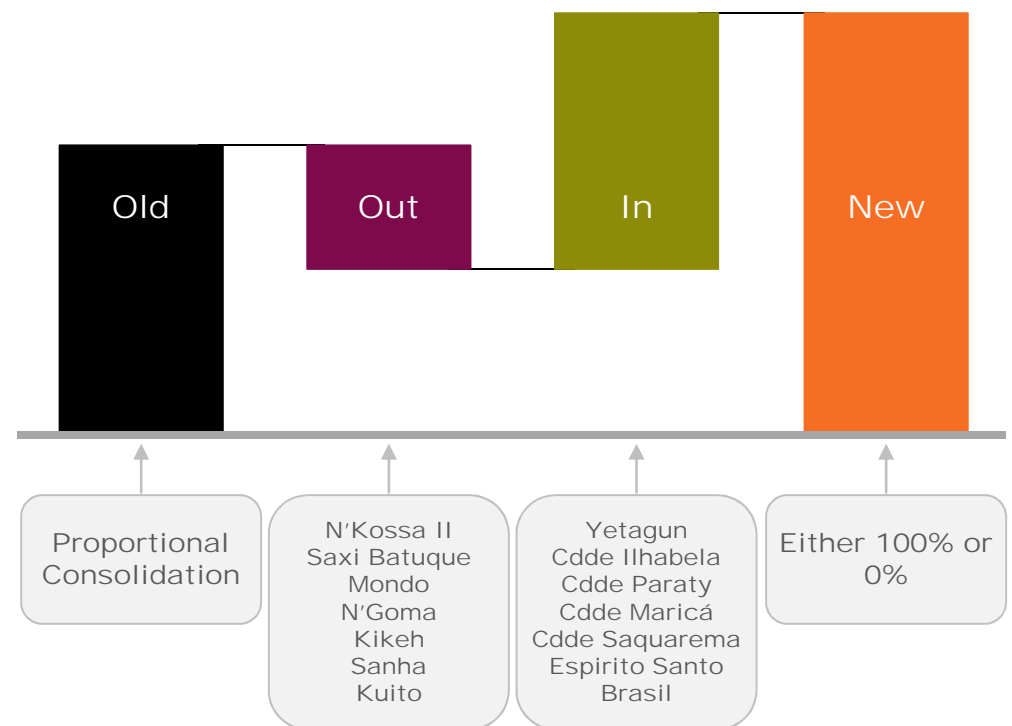 Old
Out
In
New
Proportional
Consolidation
N'Kossa II
Saxi Batuque
Mondo
N'Goma
Kikeh
Sanha
Kuito
Yetagun
Cdde Ilhabela
Cdde Paraty
Cdde Maricá
Cdde Saquarema
Espirito Santo
Brasil
Either 100% or
0%